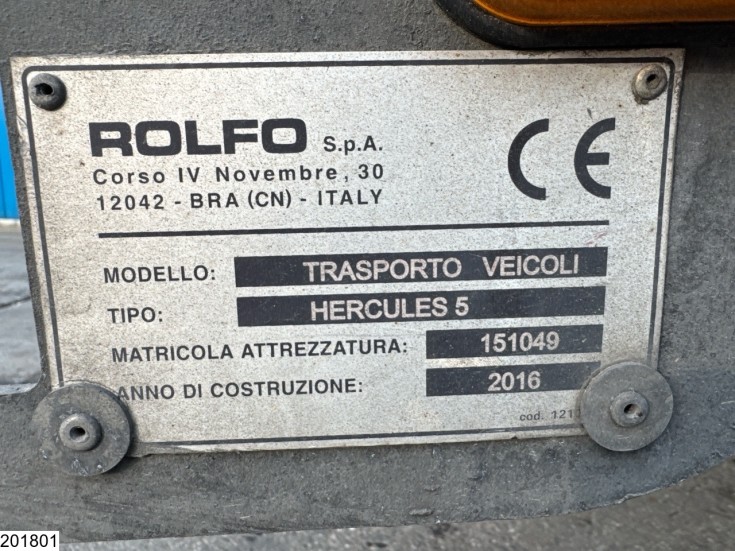 ROLFO S.p.A.
Corso IV Novembre, 30
12042 - BRA (CN) - ITALY
CE
MODELLO: TRASPORTO VEICOLI
TIPO: HERCULES 5
MATRICOLA ATTREZZATURA: 151049
ANNO DI COSTRUZIONE: 2016
cod.
201801